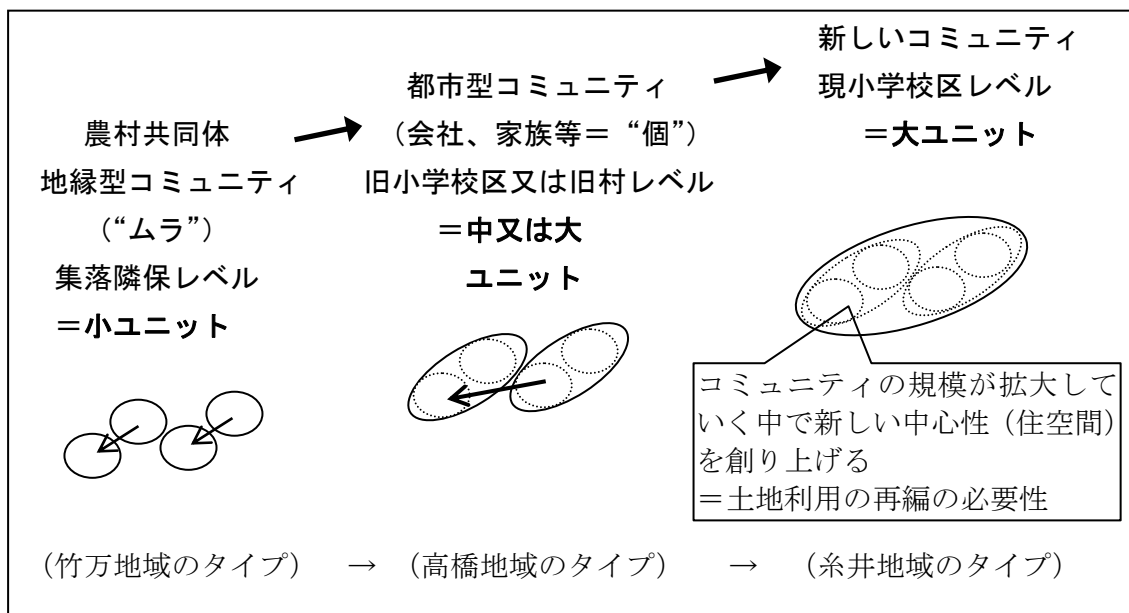 農村共同体
地縁型コミュニティ
(“ムラ”)
集落隣保レベル
＝小ユニット
都市型コミュニティ
(会社、家族等＝ “個”)
旧小学校区又は旧村レベル
＝中又は大
ユニット
新しいコミュニティ
現小学校区レベル
＝大ユニット
コミュニティの規模が拡大して
いく中で新しい中心性（住空間）
を創り上げる
＝土地利用の再編の必要性
（竹万地域のタイプ） → （高橋地域のタイプ） → （糸井地域のタイプ）